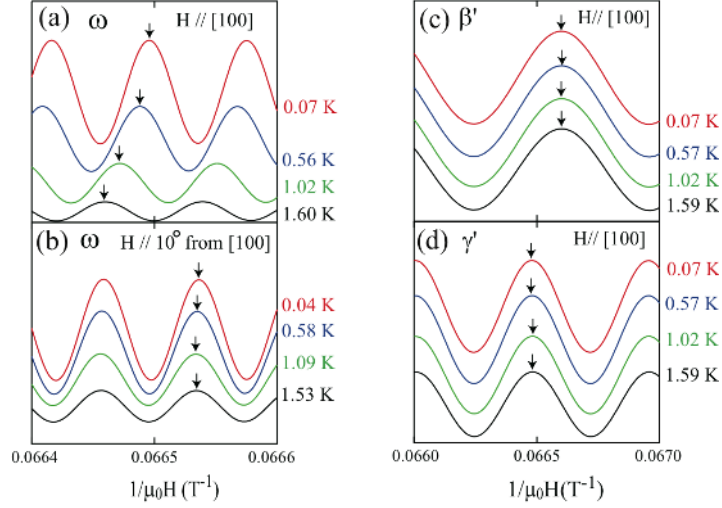 (a) ω H // [100]
0.07 K
0.56 K
1.02 K
1.60 K
(b) ω H // 10° from [100]
0.04 K
0.58 K
1.09 K
1.53 K
0.0664 0.0665 0.0666
1/μ₀H (T⁻¹)
(c) β' H//[100]
0.07 K
0.57 K
1.02 K
1.59 K
(d) γ' H// [100]
0.07 K
0.57 K
1.02 K
1.59 K
0.0660 0.0665 0.0670
1/μ₀H(T⁻¹)